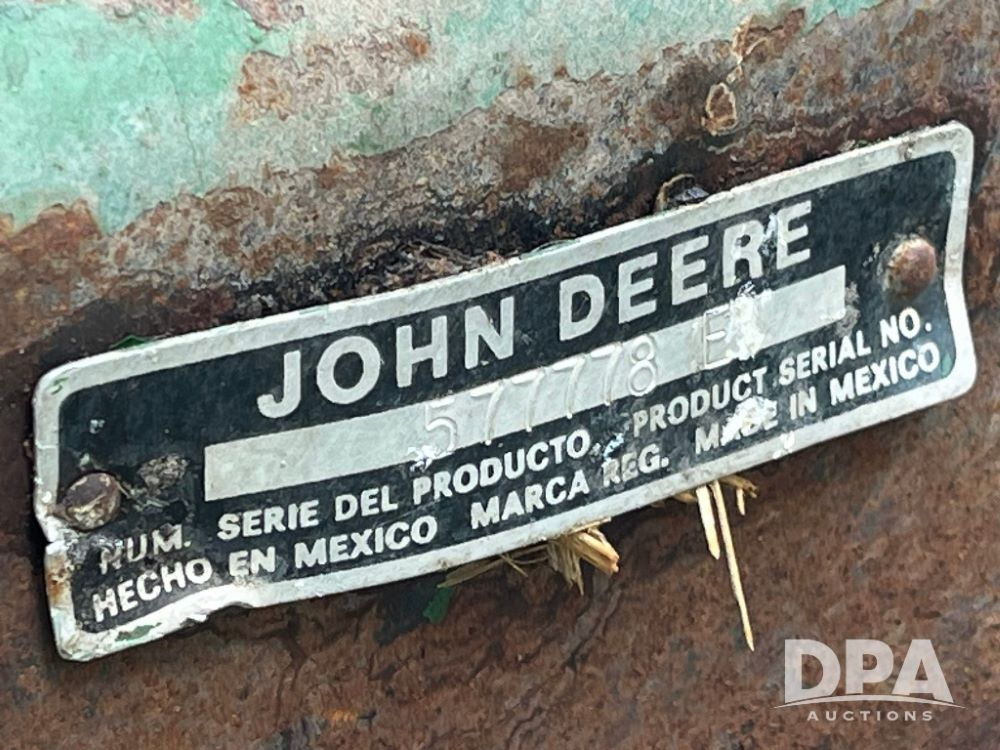 JOHN DEERE
577778 E
NUM. SERIE DEL PRODUCTO PRODUCT SERIAL NO.
HECHO EN MEXICO MARCA REG. MADE IN MEXICO
DPA
AUCTIONS